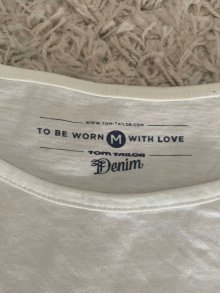 WWW.TOM-TAILOR.COM
TO BE WORN M WITH LOVE
TOM TAILOR
Denim